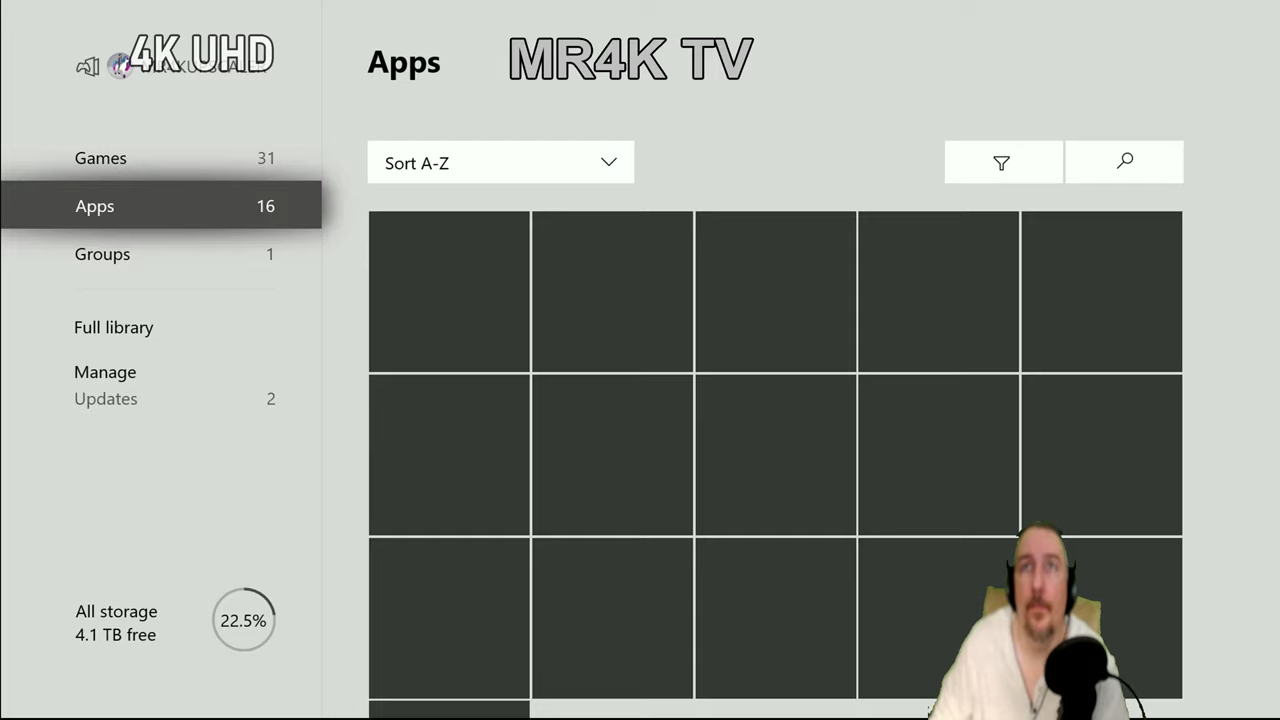 4K UHD
MR4K TV
Apps
Games 31
Apps 16
Groups 1
Full library
Manage
Updates 2
All storage
4.1 TB free
22.5%
Sort A-Z